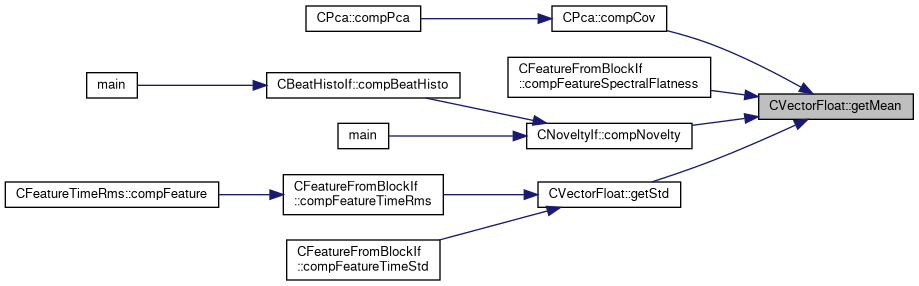 CPca::compPca
CPca::compCov
CFeatureFromBlockIf
::compFeatureSpectralFlatness
main
CBeatHistoIf::compBeatHisto
CVectorFloat::getMean
main
CNoveltyIf::compNovelty
CFeatureTimeRms::compFeature
CFeatureFromBlockIf
::compFeatureTimeRms
CVectorFloat::getStd
CFeatureFromBlockIf
::compFeatureTimeStd